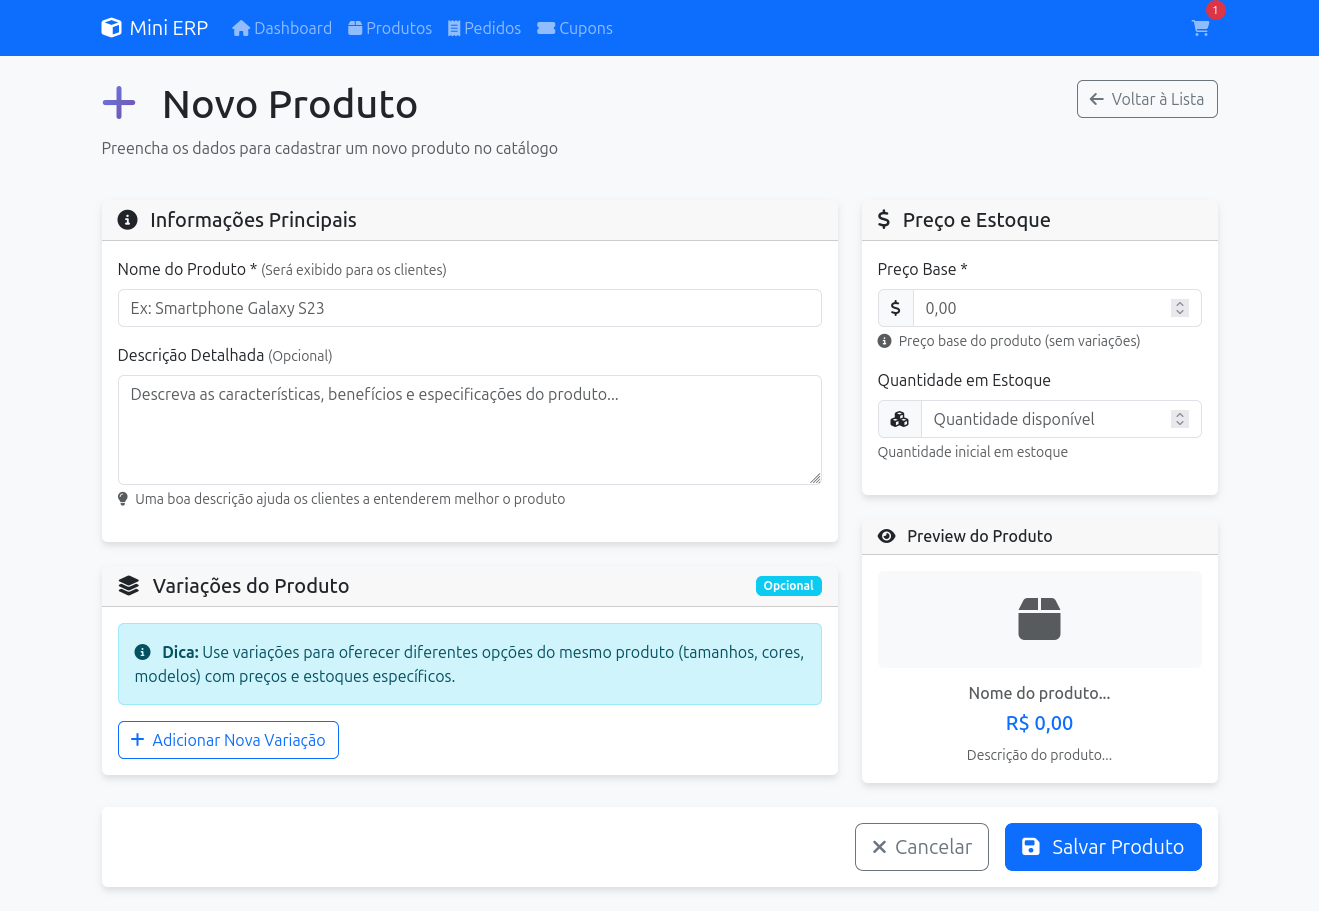 Mini ERP
Dashboard
Produtos
Pedidos
Cupons
1
Novo Produto
Voltar à Lista
Preencha os dados para cadastrar um novo produto no catálogo
Informações Principais
Nome do Produto * (Será exibido para os clientes)
Ex: Smartphone Galaxy S23
Descrição Detalhada (Opcional)
Descreva as características, benefícios e especificações do produto...
Uma boa descrição ajuda os clientes a entenderem melhor o produto
Variações do Produto
Opcional
Dica: Use variações para oferecer diferentes opções do mesmo produto (tamanhos, cores,
modelos) com preços e estoques específicos.
Adicionar Nova Variação
Preço e Estoque
Preço Base *
0,00
Preço base do produto (sem variações)
Quantidade em Estoque
Quantidade disponível
Quantidade inicial em estoque
Preview do Produto
Nome do produto...
R$ 0,00
Descrição do produto...
Cancelar
Salvar Produto